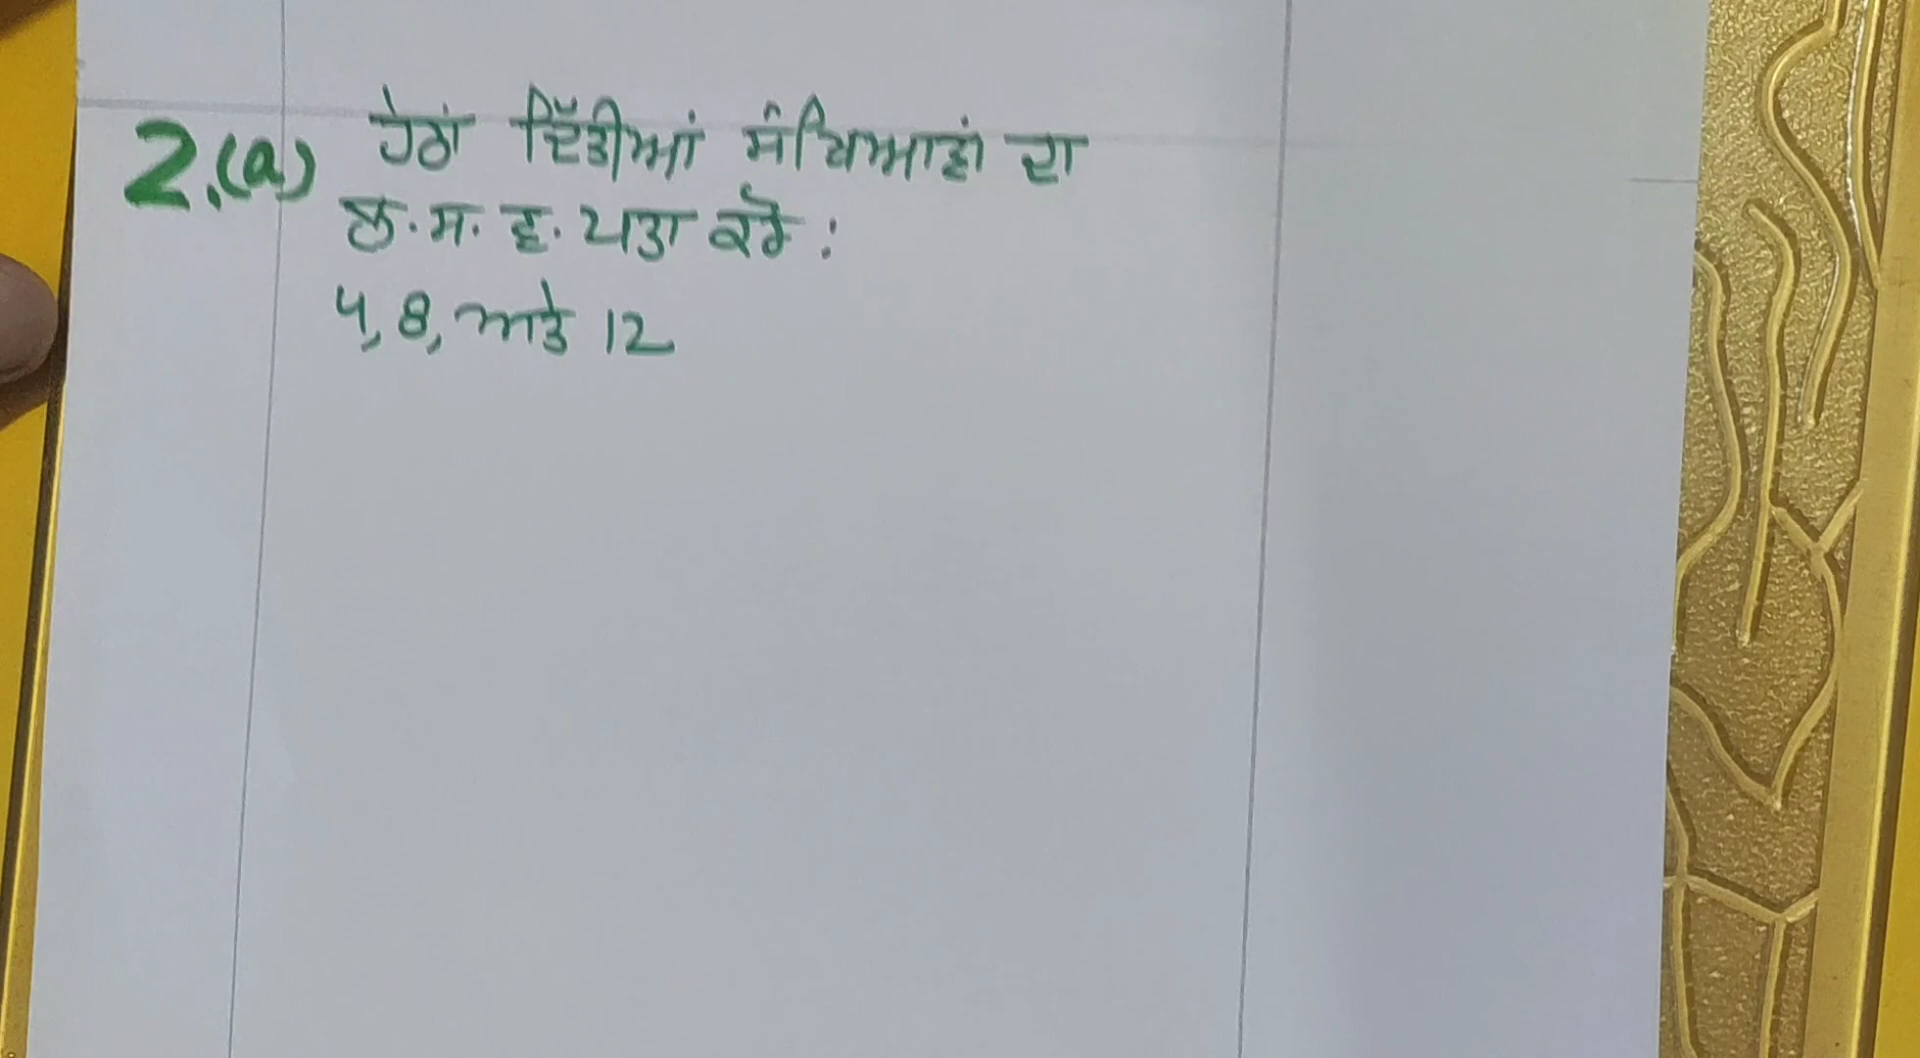 2.(a) ਹੇਠਾਂ ਦਿੱਤੀਆਂ ਸੰਖਿਆਵਾਂ ਦਾ
ਲ.ਸ.ਵ. ਪਤਾ ਕਰੋ :
4, 8, ਅਤੇ 12